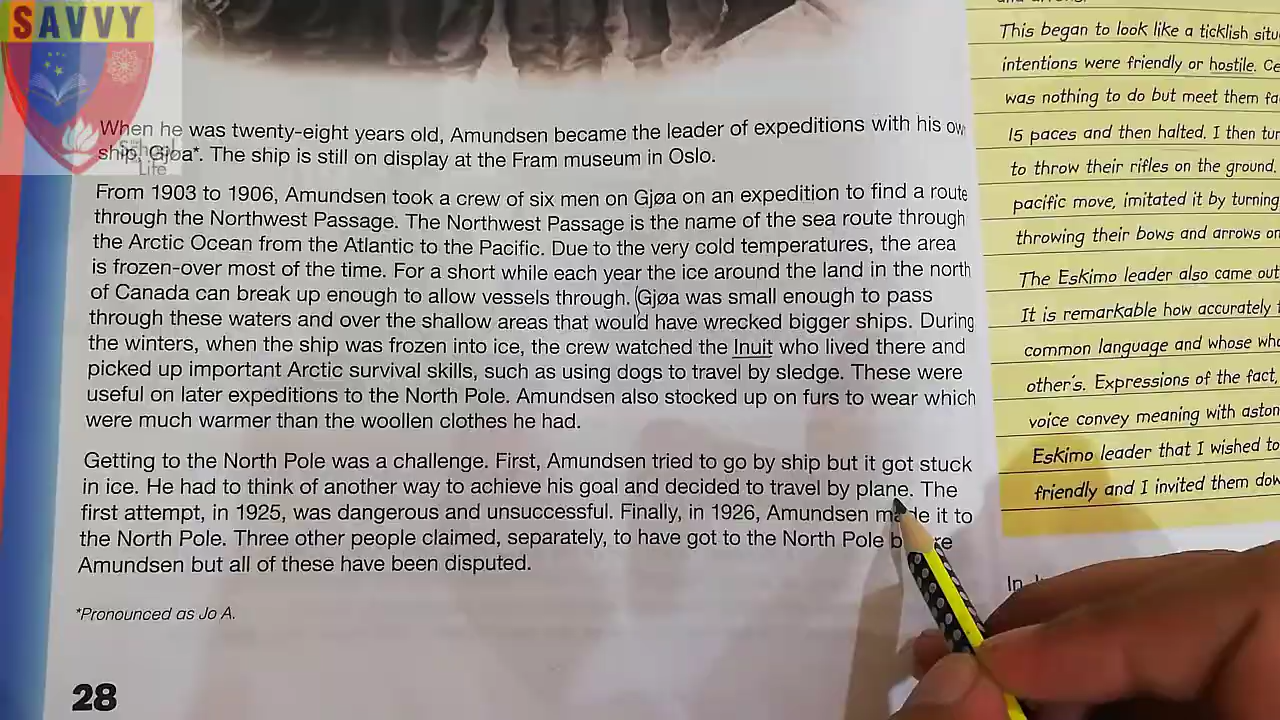 SAVVY
School
Life
When he was twenty-eight years old, Amundsen became the leader of expeditions with his
ship, Gjøa*. The ship is still on display at the Fram museum in Oslo.
From 1903 to 1906, Amundsen took a crew of six men on Gjøa on an expedition to find a route
through the Northwest Passage. The Northwest Passage is the name of the sea route through
the Arctic Ocean from the Atlantic to the Pacific. Due to the very cold temperatures, the area
is frozen-over most of the time. For a short while each year the ice around the land in the north
of Canada can break up enough to allow vessels through. Gjøa was small enough to pass
through these waters and over the shallow areas that would have wrecked bigger ships. During
the winters, when the ship was frozen into ice, the crew watched the Inuit who lived there and
picked up important Arctic survival skills, such as using dogs to travel by sledge. These were
useful on later expeditions to the North Pole. Amundsen also stocked up on furs to wear which
were much warmer than the woollen clothes he had.
Getting to the North Pole was a challenge. First, Amundsen tried to go by ship but it got stuck
in ice. He had to think of another way to achieve his goal and decided to travel by plane. The
first attempt, in 1925, was dangerous and unsuccessful. Finally, in 1926, Amundsen made it to
the North Pole. Three other people claimed, separately, to have got to the North Pole before
Amundsen but all of these have been disputed.
*Pronounced as Jo A.
28
This began to look like a ticklish
intentions were friendly or hostile.
was nothing to do but meet them
15 paces and then halted. I then
to throw their rifles on the ground.
pacific move, imitated it by turning
throwing their bows and arrows
The Eskimo leader also came out
It is remarkable how accurately
common language and whose
other's. Expressions of the fact,
voice convey meaning with
Eskimo leader that I wished to
friendly and I invited them